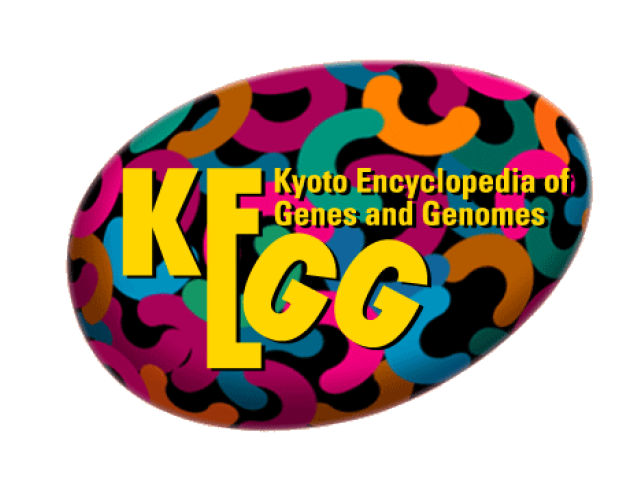 KEGG
Kyoto Encyclopedia of
Genes and Genomes